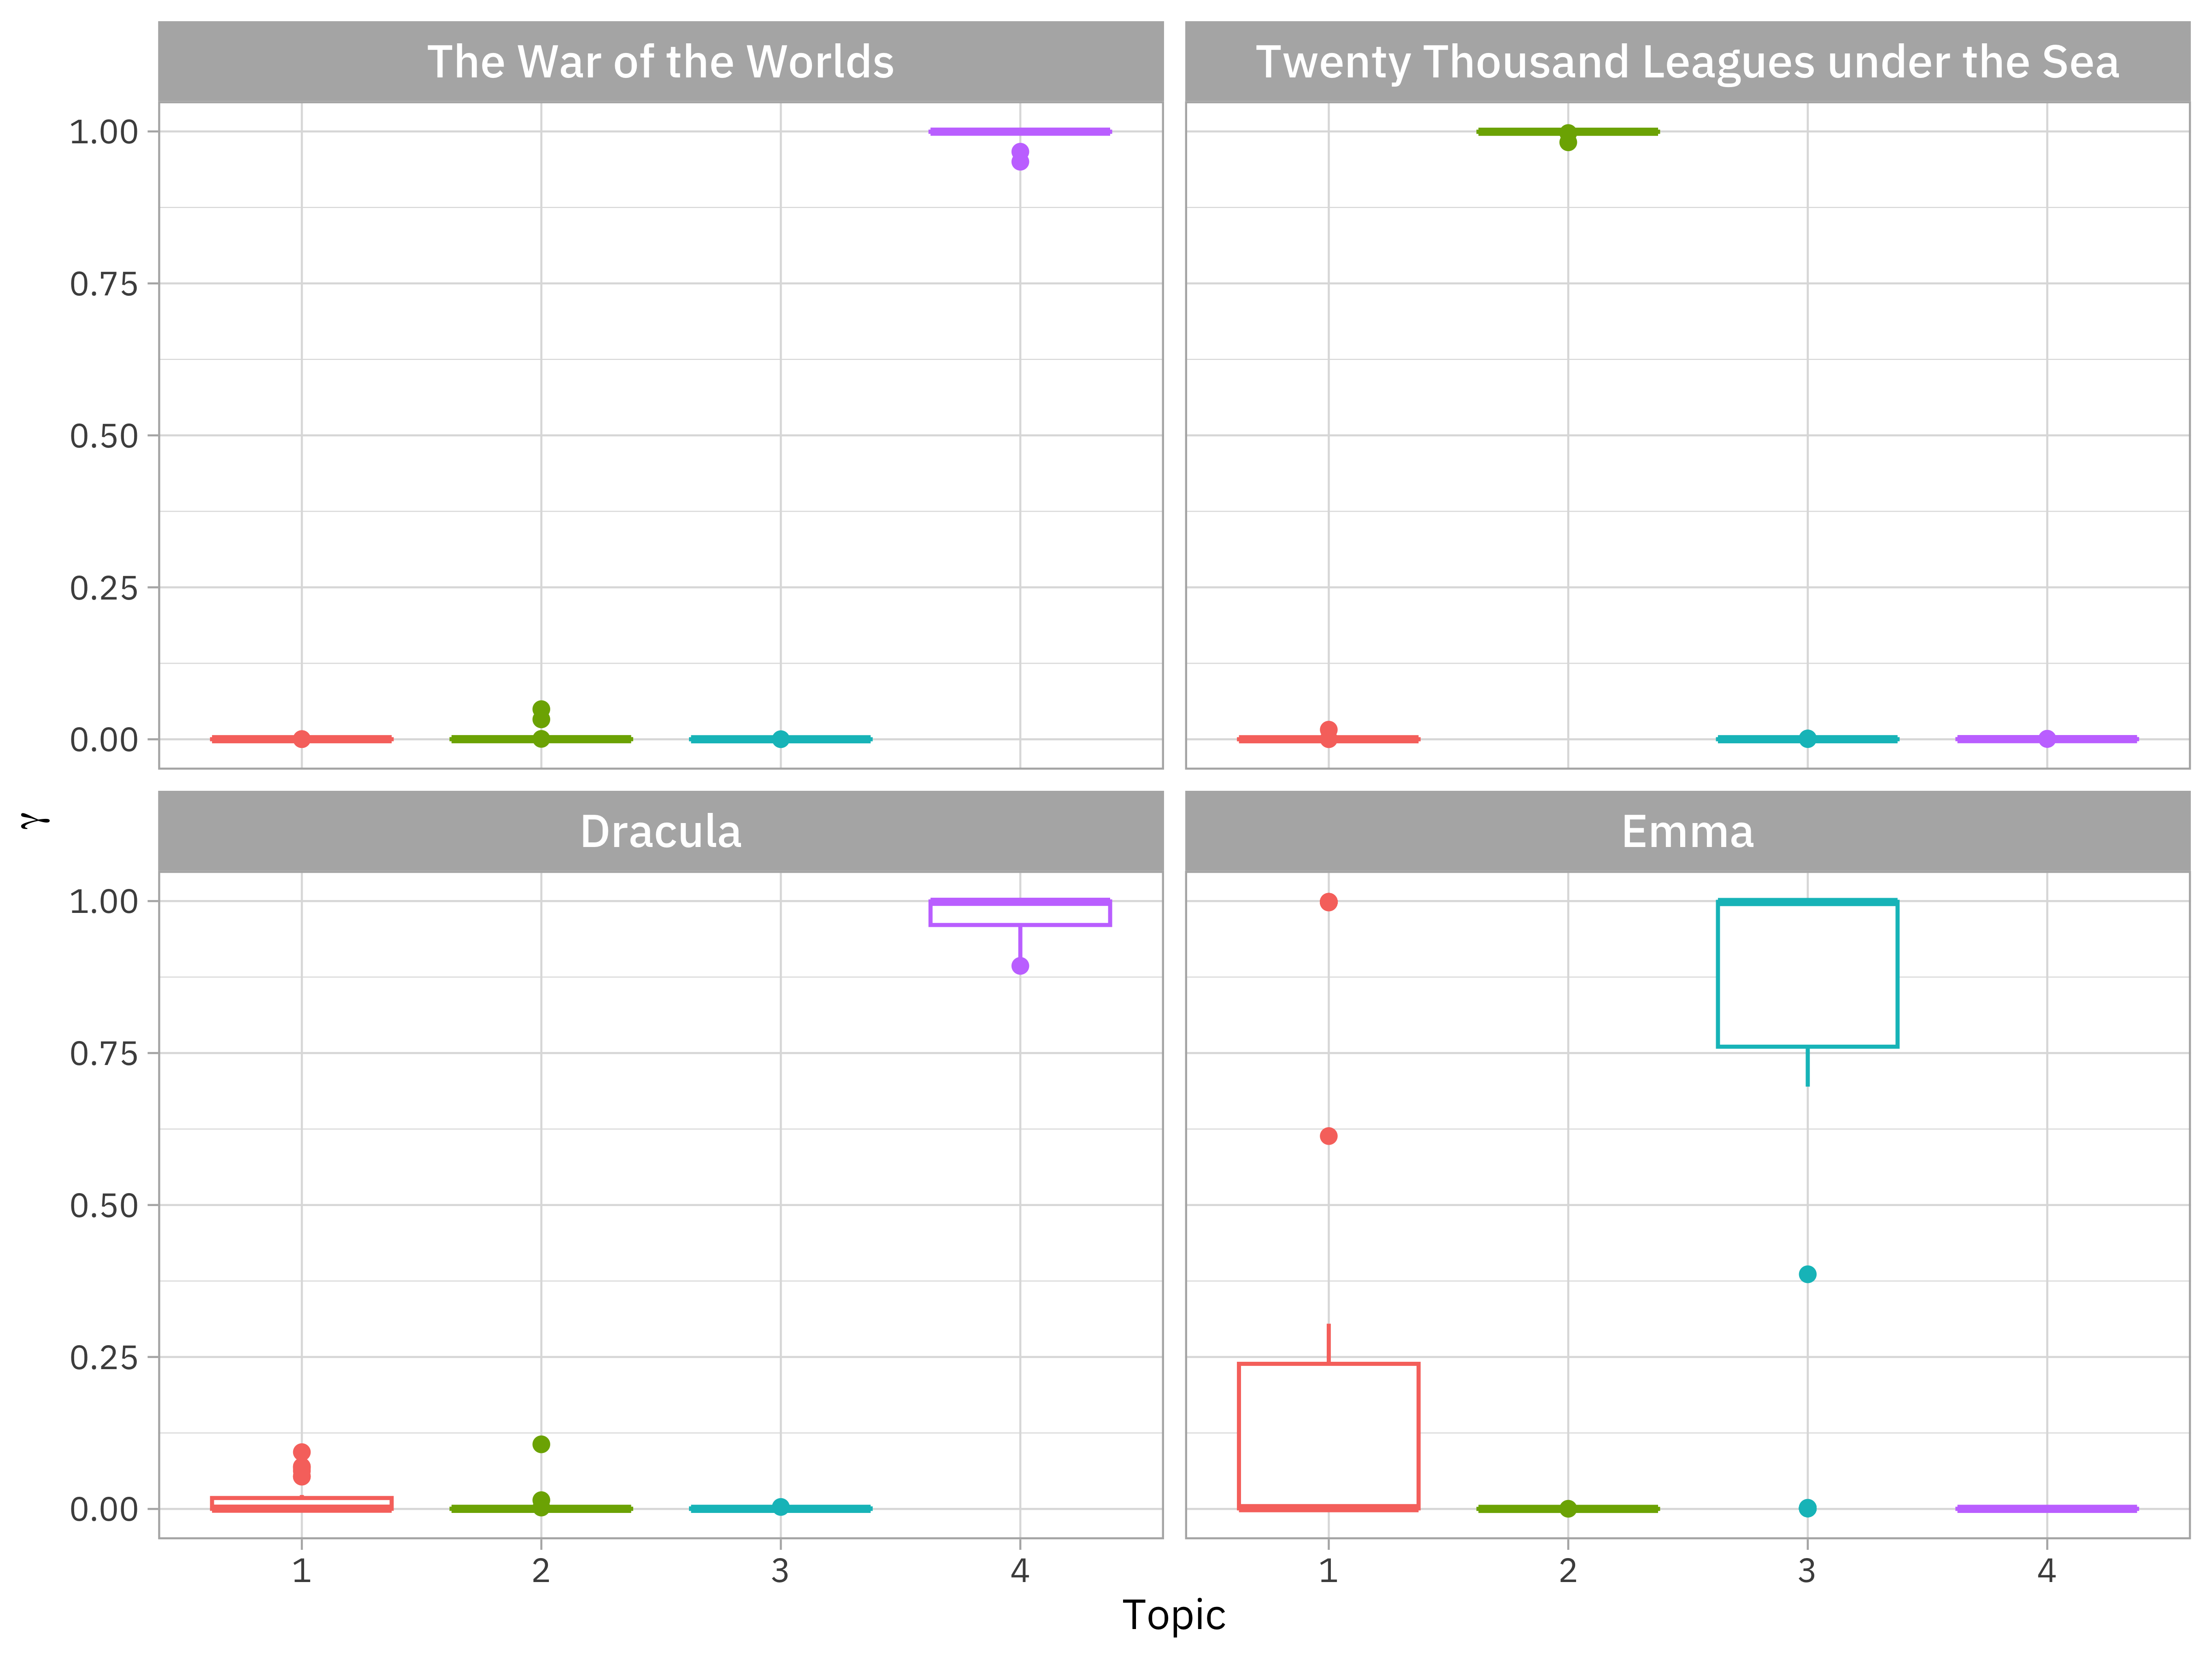 The War of the Worlds
Twenty Thousand Leagues under the Sea
1.00
0.75
0.50
0.25
0.00
γ
Dracula
Emma
1.00
0.75
0.50
0.25
0.00
1 2 3 4
1 2 3 4
Topic